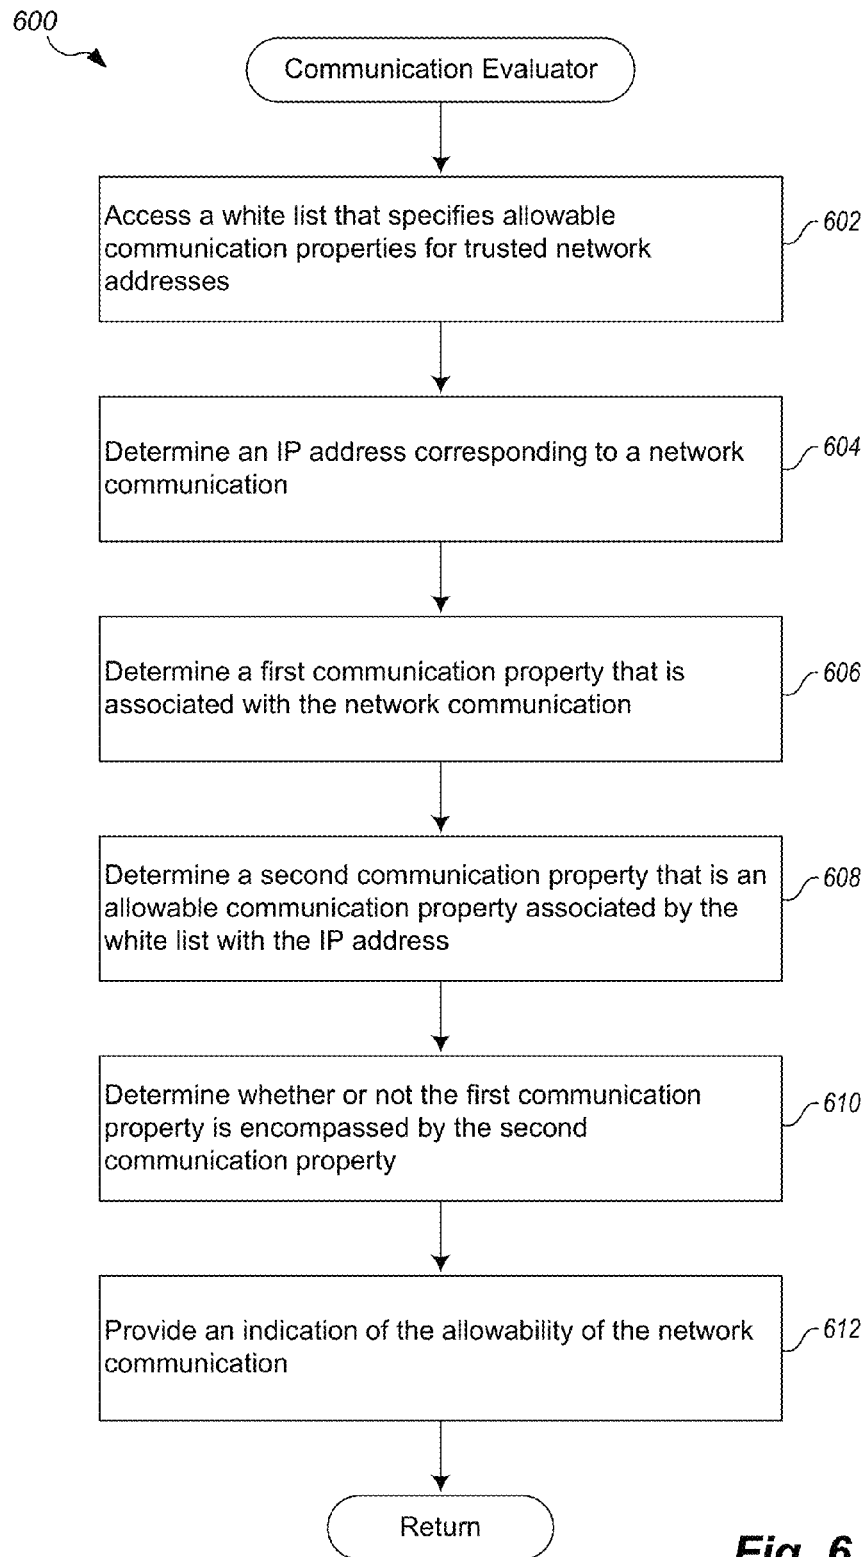 600
Communication Evaluator
Access a white list that specifies allowable
communication properties for trusted network
addresses
602
Determine an IP address corresponding to a network
communication
604
Determine a first communication property that is
associated with the network communication
606
Determine a second communication property that is an
allowable communication property associated by the
white list with the IP address
608
Determine whether or not the first communication
property is encompassed by the second
communication property
610
Provide an indication of the allowability of the network
communication
612
Return
Fig. 6